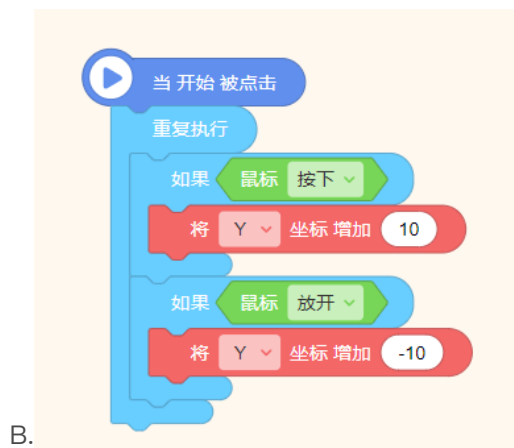 当 开始 被点击
重复执行
如果 鼠标 按下
将 Y 坐标 增加 10
如果 鼠标 放开
将 Y 坐标 增加 -10
B.